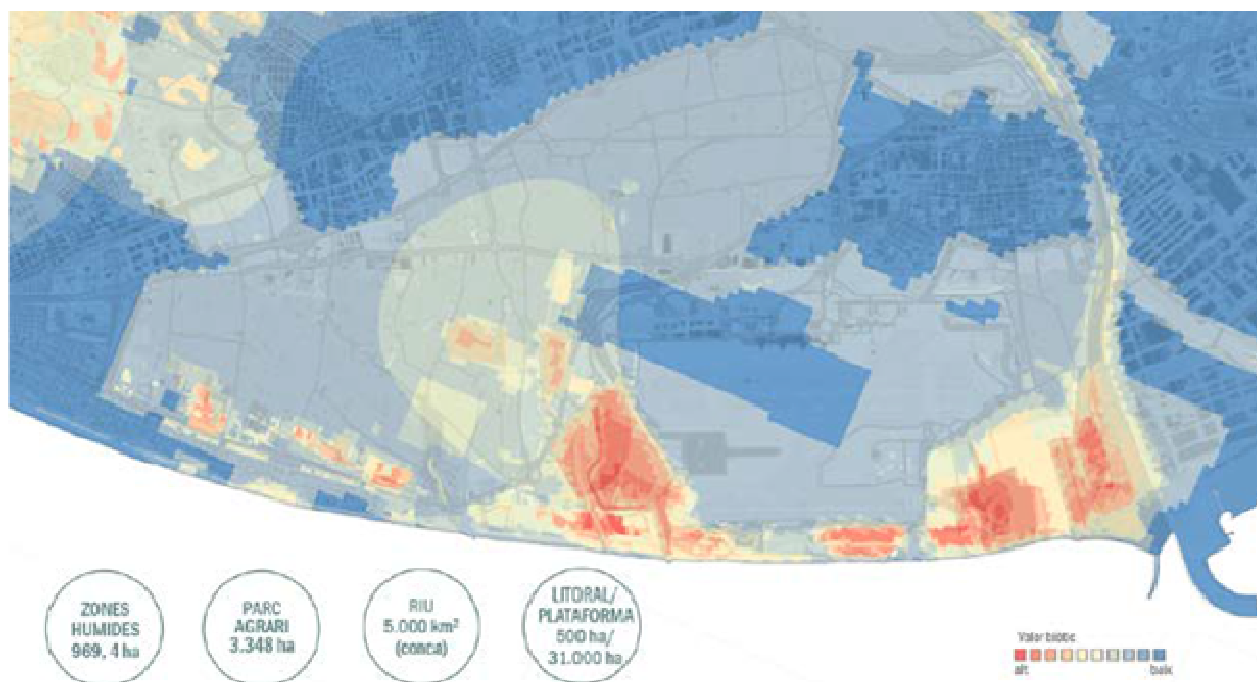 ZONES
HUMIDES
969,4 ha
PARC
AGRARI
3.348 ha
RIU
5.000 km²
(conca)
LITORAL/
PLATAFORMA
500 ha/
31.000 ha
Valor biòtic
alt
baix